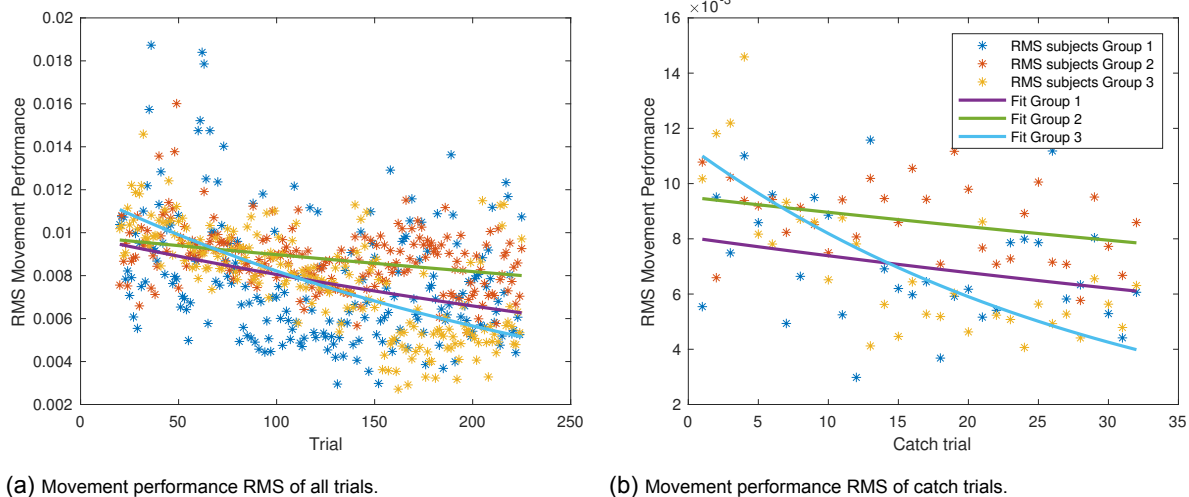 0.02
0.018
0.016
0.014
0.012
0.01
0.008
0.006
0.004
0.002
0
50
100
150
200
250
RMS Movement Performance
Trial
(a) Movement performance RMS of all trials.
×10⁻³
16
14
12
10
8
6
4
2
0
5
10
15
20
25
30
35
RMS Movement Performance
Catch trial
RMS subjects Group 1
RMS subjects Group 2
RMS subjects Group 3
Fit Group 1
Fit Group 2
Fit Group 3
(b) Movement performance RMS of catch trials.